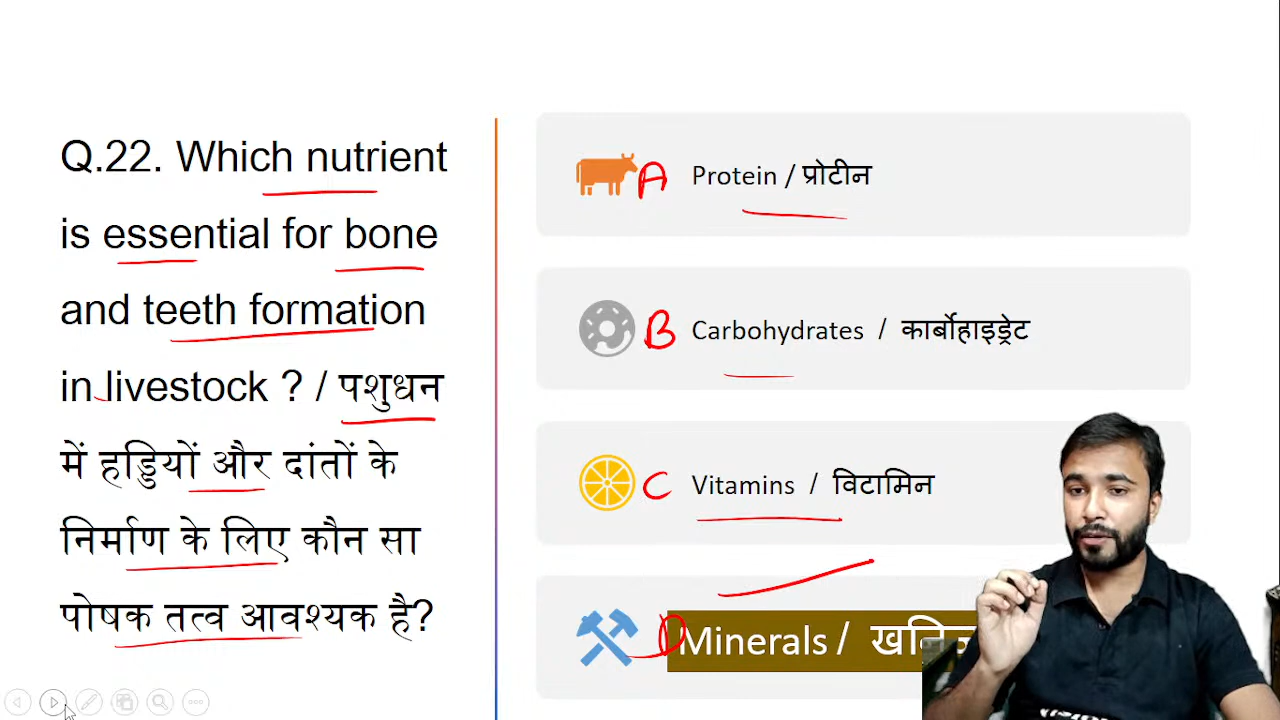 Q.22. Which nutrient
is essential for bone
and teeth formation
in livestock ? / पशुधन
में हड्डियों और दांतों के
निर्माण के लिए कौन सा
पोषक तत्व आवश्यक है?
A Protein / प्रोटीन
B Carbohydrates / कार्बोहाइड्रेट
C Vitamins / विटामिन
D Minerals /